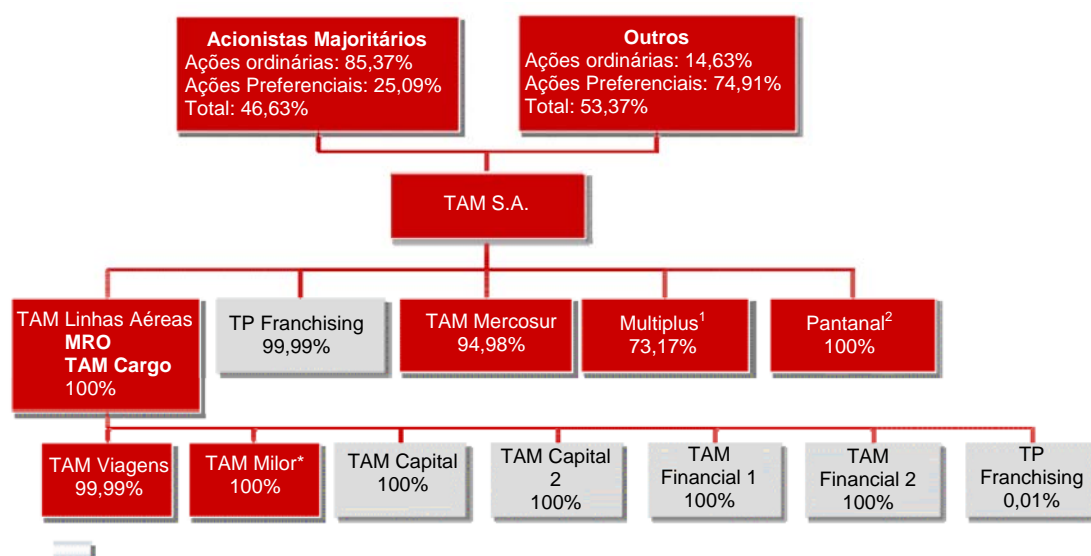 Acionistas Majoritários
Ações ordinárias: 85,37%
Ações Preferenciais: 25,09%
Total: 46,63%
Outros
Ações ordinárias: 14,63%
Ações Preferenciais: 74,91%
Total: 53,37%
TAM S.A.
TAM Linhas Aéreas
MRO
TAM Cargo
100%
TP Franchising
99,99%
TAM Mercosur
94,98%
Multiplus¹
73,17%
Pantanal²
100%
TAM Viagens
99,99%
TAM Milor*
100%
TAM Capital
100%
TAM Capital
2
100%
TAM
Financial 1
100%
TAM
Financial 2
100%
TP
Franchising
0,01%